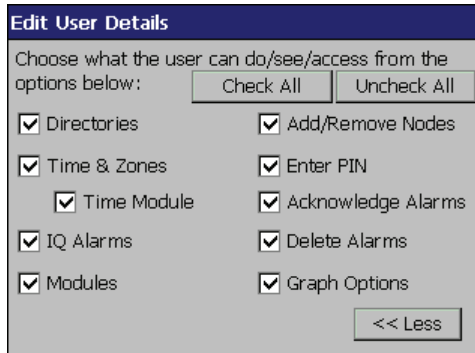 Edit User Details
Choose what the user can do/see/access from the
options below:
Check All
Uncheck All
Directories
Add/Remove Nodes
Time & Zones
Enter PIN
Time Module
Acknowledge Alarms
IQ Alarms
Delete Alarms
Modules
Graph Options
<< Less